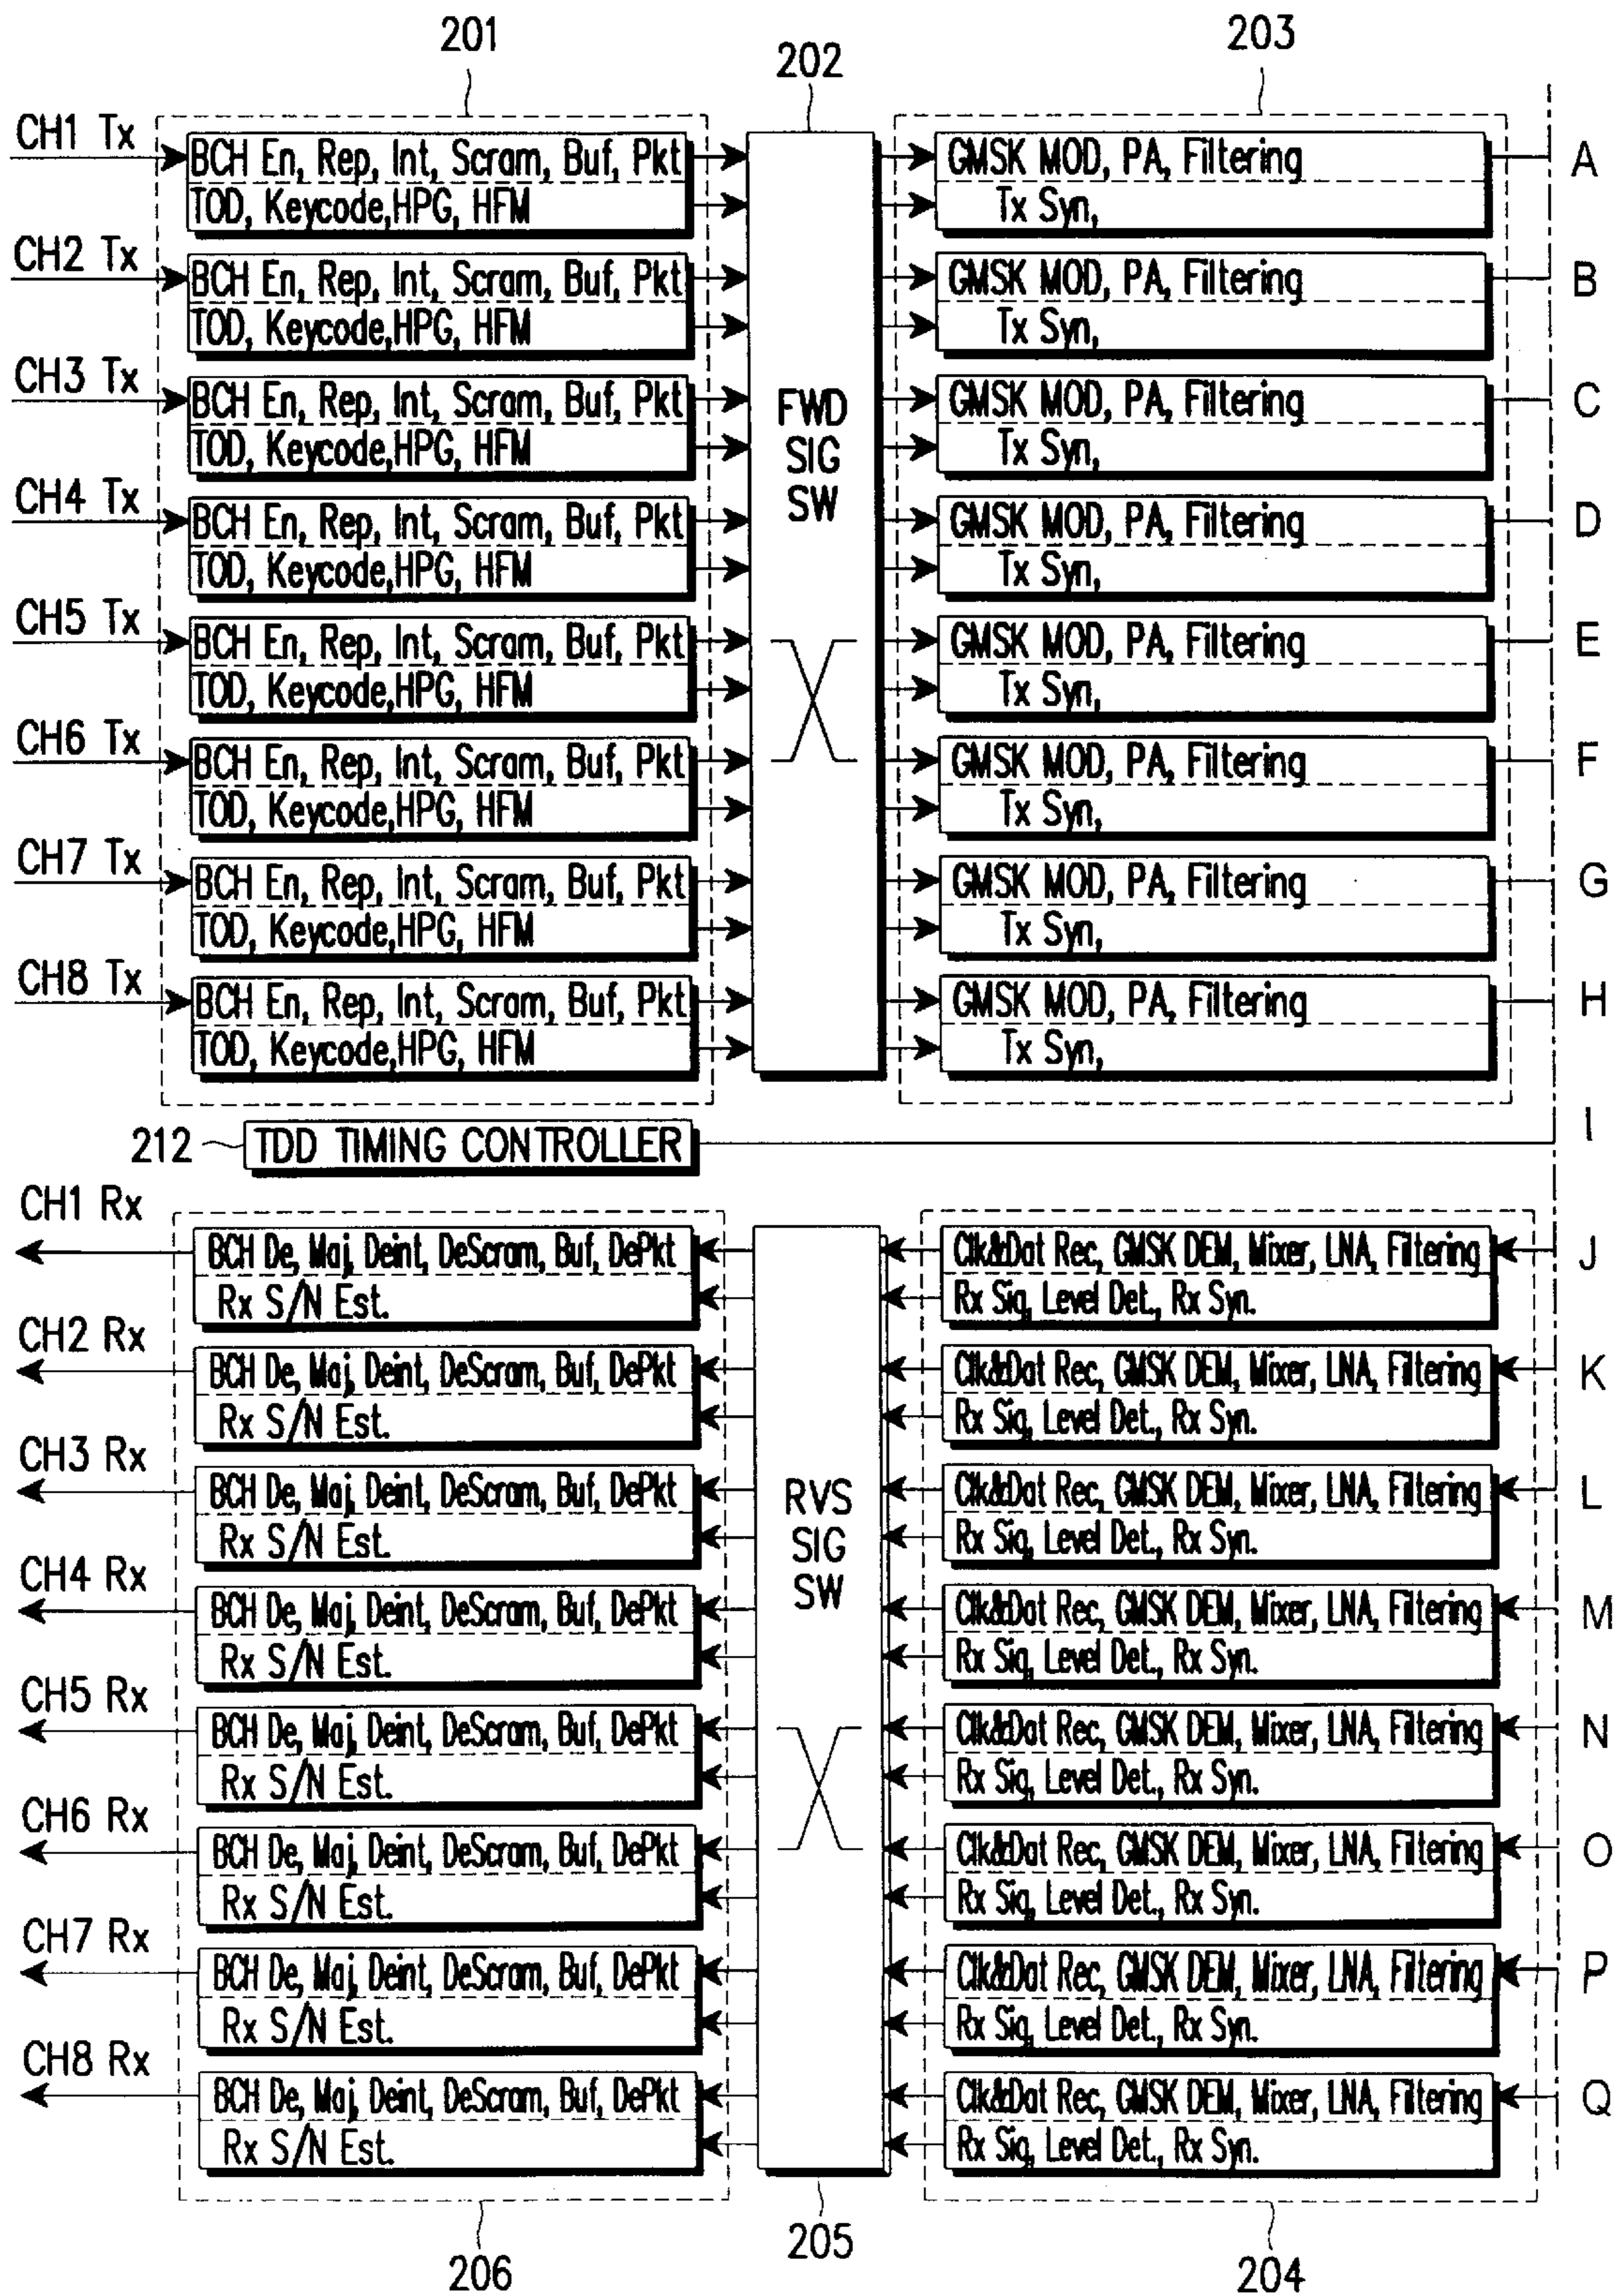 201
202
203
CH1 Tx
BCH En, Rep, Int, Scram, Buf, Pkt
TOD, Keycode,HPG, HFM
GMSK MOD, PA, Filtering
Tx Syn,
A
CH2 Tx
BCH En, Rep, Int, Scram, Buf, Pkt
TOD, Keycode,HPG, HFM
GMSK MOD, PA, Filtering
Tx Syn,
B
CH3 Tx
BCH En, Rep, Int, Scram, Buf, Pkt
TOD, Keycode,HPG, HFM
FWD
SIG
SW
GMSK MOD, PA, Filtering
Tx Syn,
C
CH4 Tx
BCH En, Rep, Int, Scram, Buf, Pkt
TOD, Keycode,HPG, HFM
GMSK MOD, PA, Filtering
Tx Syn,
D
CH5 Tx
BCH En, Rep, Int, Scram, Buf, Pkt
TOD, Keycode,HPG, HFM
GMSK MOD, PA, Filtering
Tx Syn,
E
CH6 Tx
BCH En, Rep, Int, Scram, Buf, Pkt
TOD, Keycode,HPG, HFM
GMSK MOD, PA, Filtering
Tx Syn,
F
CH7 Tx
BCH En, Rep, Int, Scram, Buf, Pkt
TOD, Keycode,HPG, HFM
GMSK MOD, PA, Filtering
Tx Syn,
G
CH8 Tx
BCH En, Rep, Int, Scram, Buf, Pkt
TOD, Keycode,HPG, HFM
GMSK MOD, PA, Filtering
Tx Syn,
H
212
TDD TIMING CONTROLLER
I
CH1 Rx
BCH De, Maj, Deint, DeScram, Buf, DePkt
Rx S/N Est.
Clk&Dat Rec, GMSK DEM, Mixer, LNA, Filtering
Rx Sig, Level Det., Rx Syn.
J
CH2 Rx
BCH De, Maj, Deint, DeScram, Buf, DePkt
Rx S/N Est.
Clk&Dat Rec, GMSK DEM, Mixer, LNA, Filtering
Rx Sig, Level Det., Rx Syn.
K
CH3 Rx
BCH De, Maj, Deint, DeScram, Buf, DePkt
Rx S/N Est.
RVS
SIG
SW
Clk&Dat Rec, GMSK DEM, Mixer, LNA, Filtering
Rx Sig, Level Det., Rx Syn.
L
CH4 Rx
BCH De, Maj, Deint, DeScram, Buf, DePkt
Rx S/N Est.
Clk&Dat Rec, GMSK DEM, Mixer, LNA, Filtering
Rx Sig, Level Det., Rx Syn.
M
CH5 Rx
BCH De, Maj, Deint, DeScram, Buf, DePkt
Rx S/N Est.
Clk&Dat Rec, GMSK DEM, Mixer, LNA, Filtering
Rx Sig, Level Det., Rx Syn.
N
CH6 Rx
BCH De, Maj, Deint, DeScram, Buf, DePkt
Rx S/N Est.
Clk&Dat Rec, GMSK DEM, Mixer, LNA, Filtering
Rx Sig, Level Det., Rx Syn.
O
CH7 Rx
BCH De, Maj, Deint, DeScram, Buf, DePkt
Rx S/N Est.
Clk&Dat Rec, GMSK DEM, Mixer, LNA, Filtering
Rx Sig, Level Det., Rx Syn.
P
CH8 Rx
BCH De, Maj, Deint, DeScram, Buf, DePkt
Rx S/N Est.
Clk&Dat Rec, GMSK DEM, Mixer, LNA, Filtering
Rx Sig, Level Det., Rx Syn.
Q
206
205
204